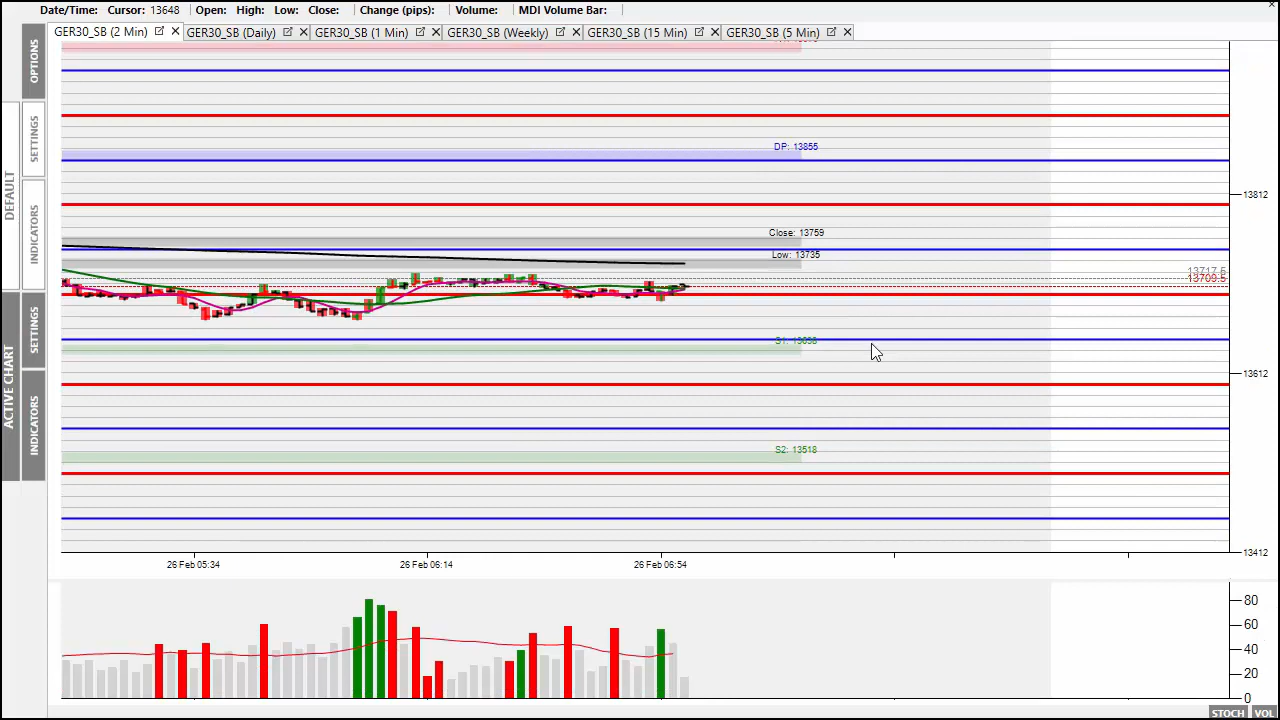 Date/Time: Cursor: 13648 Open: High: Low: Close: Change (pips): Volume: MDI Volume Bar:
GER30_SB (2 Min) GER30_SB (Daily) GER30_SB (1 Min) GER30_SB (Weekly) GER30_SB (15 Min) GER30_SB (5 Min)
OPTIONS
SETTINGS
DEFAULT
INDICATORS
SETTINGS
ACTIVE CHART
INDICATORS
DP: 13855
13812
Close: 13759
Low: 13735
13717.5
13612
S2: 13518
13412
26 Feb 05:34 26 Feb 06:14 26 Feb 06:54
80
60
40
20
0
STOCH VOL